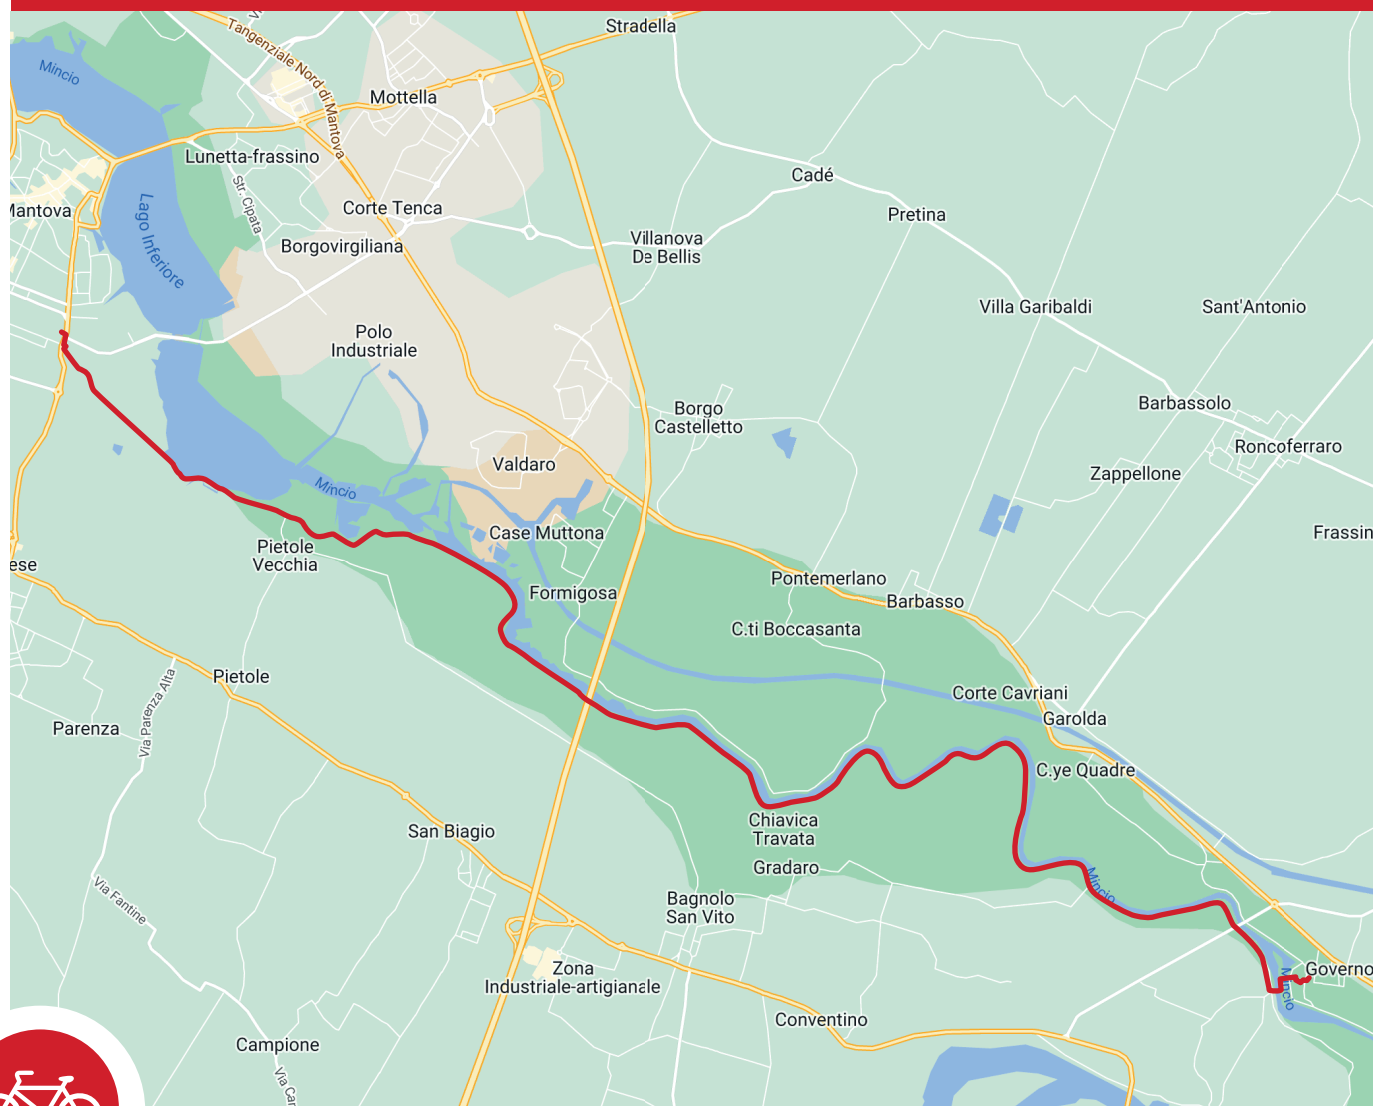 Stradella
Tangenziale Nord di Mantova
Mincio
Mottella
Lunetta-frassino
Cadé
Str. Cipata
Mantova
Lago Inferiore
Corte Tenca
Pretina
Borgovirgiliana
Villanova
De Bellis
Villa Garibaldi
Sant'Antonio
Polo
Industriale
Borgo
Castelletto
Barbassolo
Roncoferraro
Valdaro
Zappellone
Mincio
Case Muttona
Frassin
Pietole
Vecchia
ese
Pontemerlano
Formigosa
Barbasso
C.ti Boccasanta
Pietole
Via Parenza Alta
Corte Cavriani
Garolda
Parenza
C.ye Quadre
Chiavica
Travata
San Biagio
Gradaro
Mincio
Via Fantine
Bagnolo
San Vito
Zona
Industriale-artigianale
Governo
Mincio
Conventino
Campione
Via Car